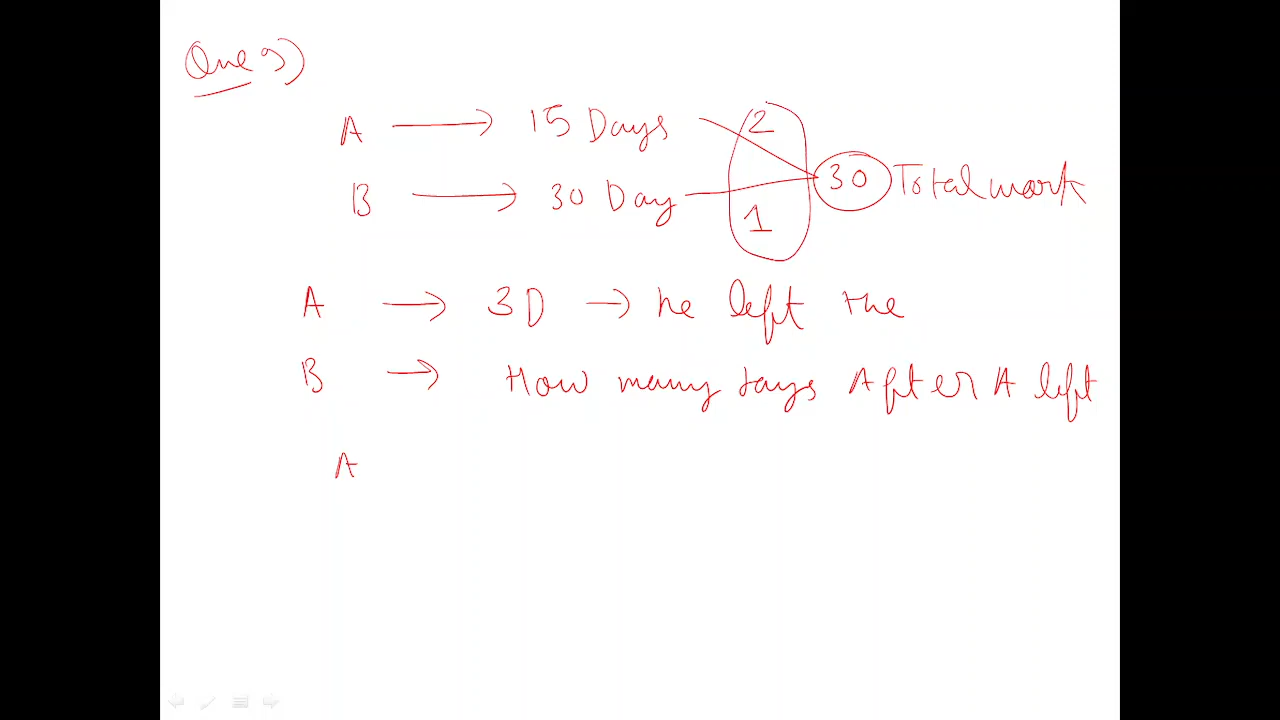 Que 9)
A → 15 Days 2
30 Total work
B → 30 Day 1
A → 3D → he left the
B → How many days After A left
A